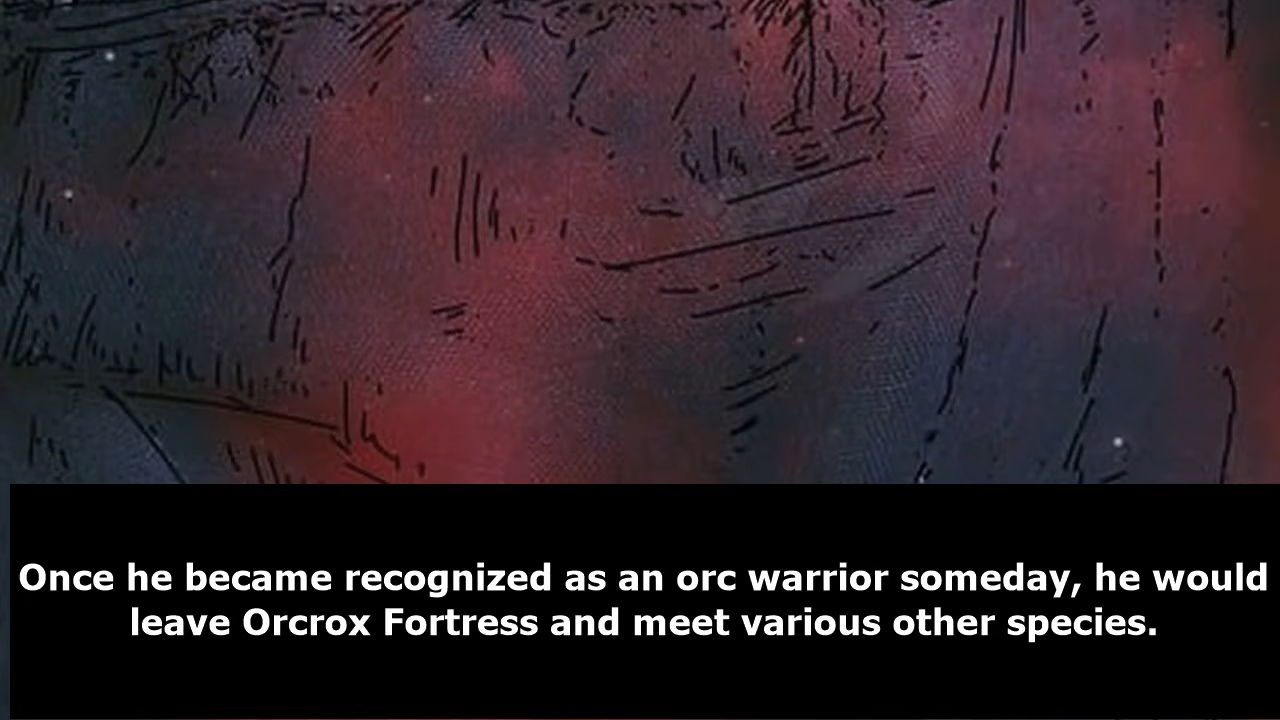 Once he became recognized as an orc warrior someday, he would
leave Orcrox Fortress and meet various other species.